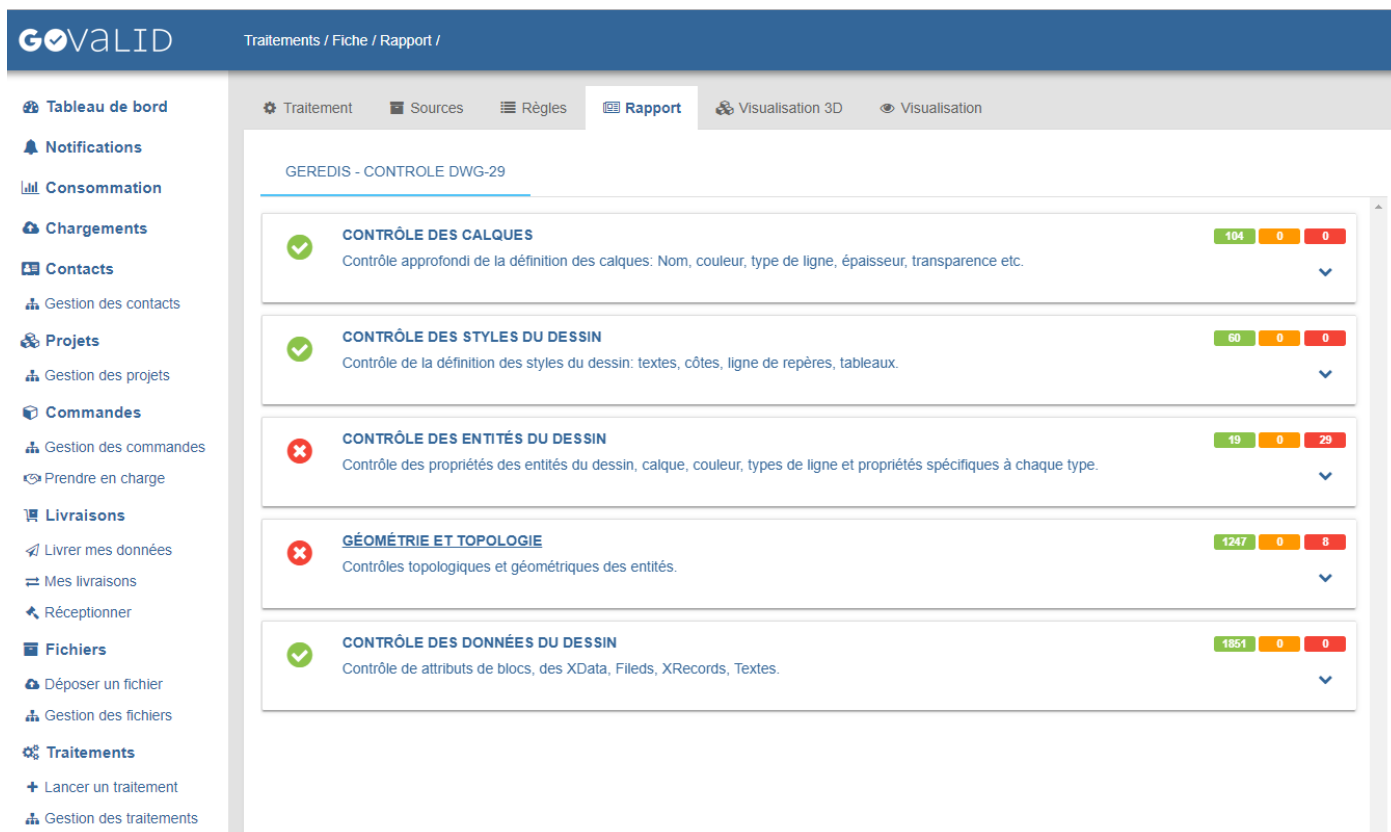 GOVALID
Traitements / Fiche / Rapport /
Tableau de bord
Notifications
Consommation
Chargements
Contacts
Gestion des contacts
Projets
Gestion des projets
Commandes
Gestion des commandes
Prendre en charge
Livraisons
Livrer mes données
Mes livraisons
Réceptionner
Fichiers
Déposer un fichier
Gestion des fichiers
Traitements
Lancer un traitement
Gestion des traitements
Traitement Sources Règles Rapport Visualisation 3D Visualisation
GEREDIS - CONTROLE DWG-29
CONTRÔLE DES CALQUES 104 0 0
Contrôle approfondi de la définition des calques: Nom, couleur, type de ligne, épaisseur, transparence etc.
CONTRÔLE DES STYLES DU DESSIN 60 0 0
Contrôle de la définition des styles du dessin: textes, côtes, ligne de repères, tableaux.
CONTRÔLE DES ENTITÉS DU DESSIN 19 0 29
Contrôle des propriétés des entités du dessin, calque, couleur, types de ligne et propriétés spécifiques à chaque type.
GÉOMÉTRIE ET TOPOLOGIE 1247 0 8
Contrôles topologiques et géométriques des entités.
CONTRÔLE DES DONNÉES DU DESSIN 1851 0 0
Contrôle de attributs de blocs, des XData, Fileds, XRecords, Textes.